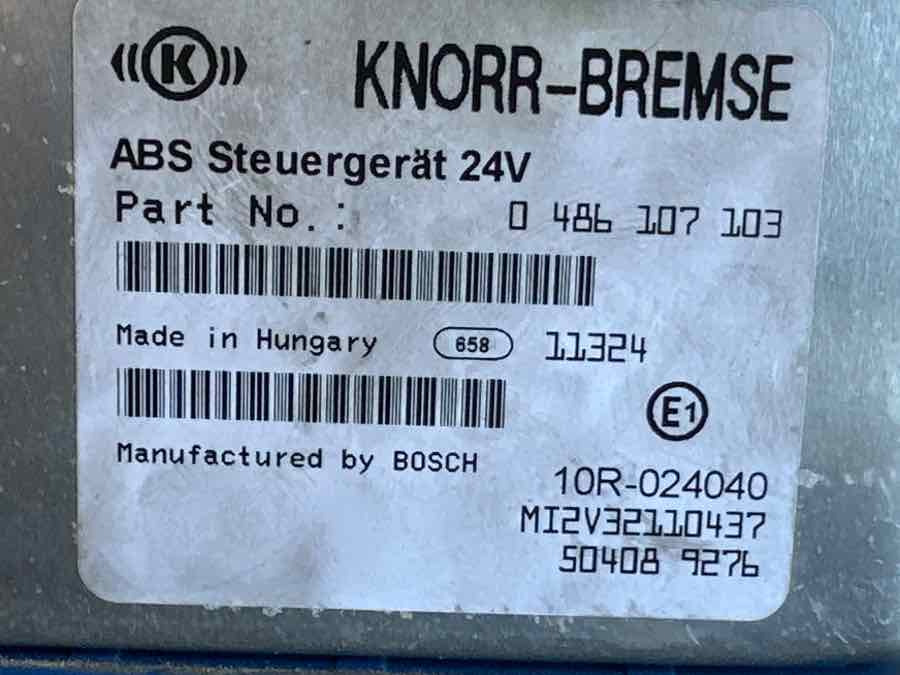 K KNORR-BREMSE
ABS Steuergerät 24V
Part No.: 0 486 107 103
Made in Hungary 658 11324
E1
Manufactured by BOSCH
10R-024040
MI2V32110437
50408 9276